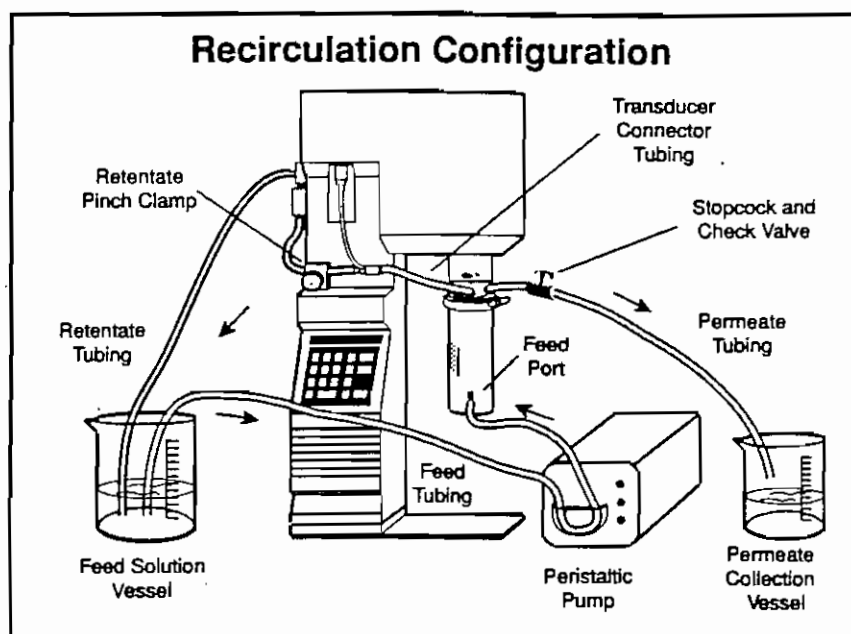 Recirculation Configuration
Transducer
Connector
Tubing
Retentate
Pinch Clamp
Stopcock and
Check Valve
Retentate
Tubing
Permeate
Tubing
Feed
Port
Feed
Tubing
Feed Solution
Vessel
Peristaltic
Pump
Permeate
Collection
Vessel